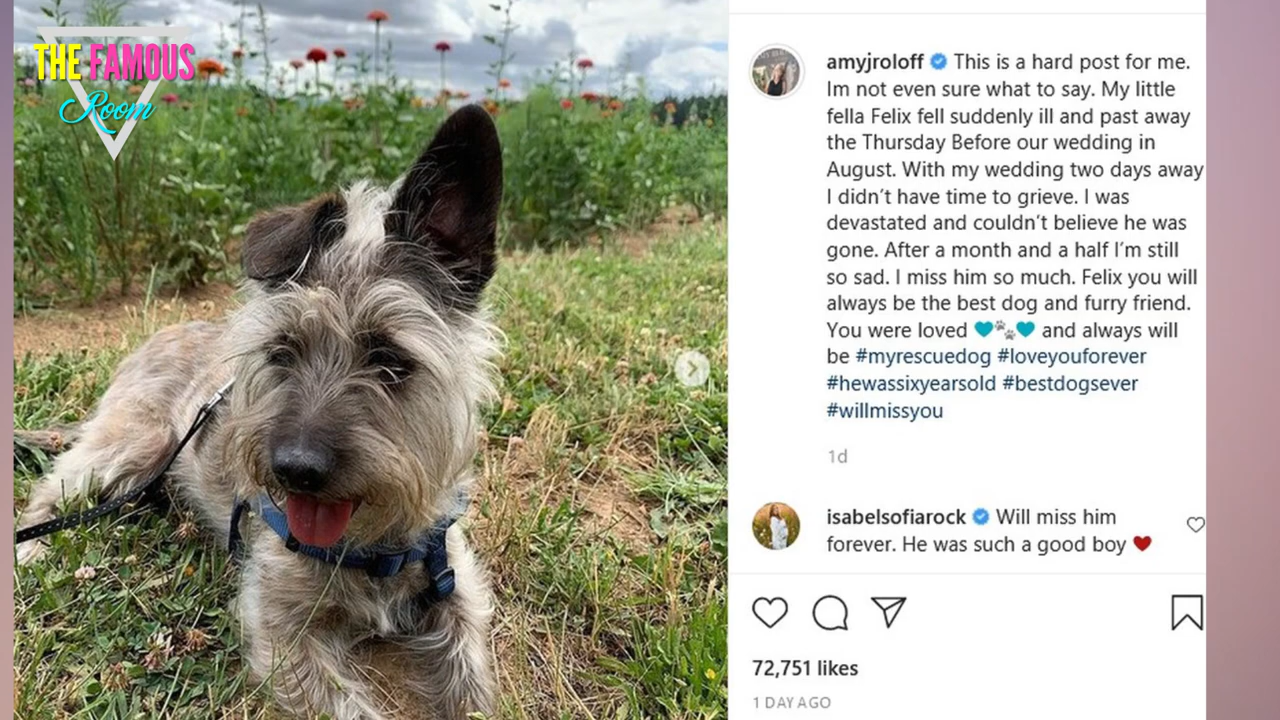 THE FAMOUS
Room
amyjroloff This is a hard post for me.
Im not even sure what to say. My little
fella Felix fell suddenly ill and past away
the Thursday Before our wedding in
August. With my wedding two days away
I didn't have time to grieve. I was
devastated and couldn't believe he was
gone. After a month and a half I'm still
so sad. I miss him so much. Felix you will
always be the best dog and furry friend.
You were loved 🩵🐾🩵 and always will
be #myrescuedog #loveyouforever
#hewassixyearsold #bestdogsever
#willmissyou
1d
isabelsofiarock Will miss him
forever. He was such a good boy ❤️
72,751 likes
1 DAY AGO